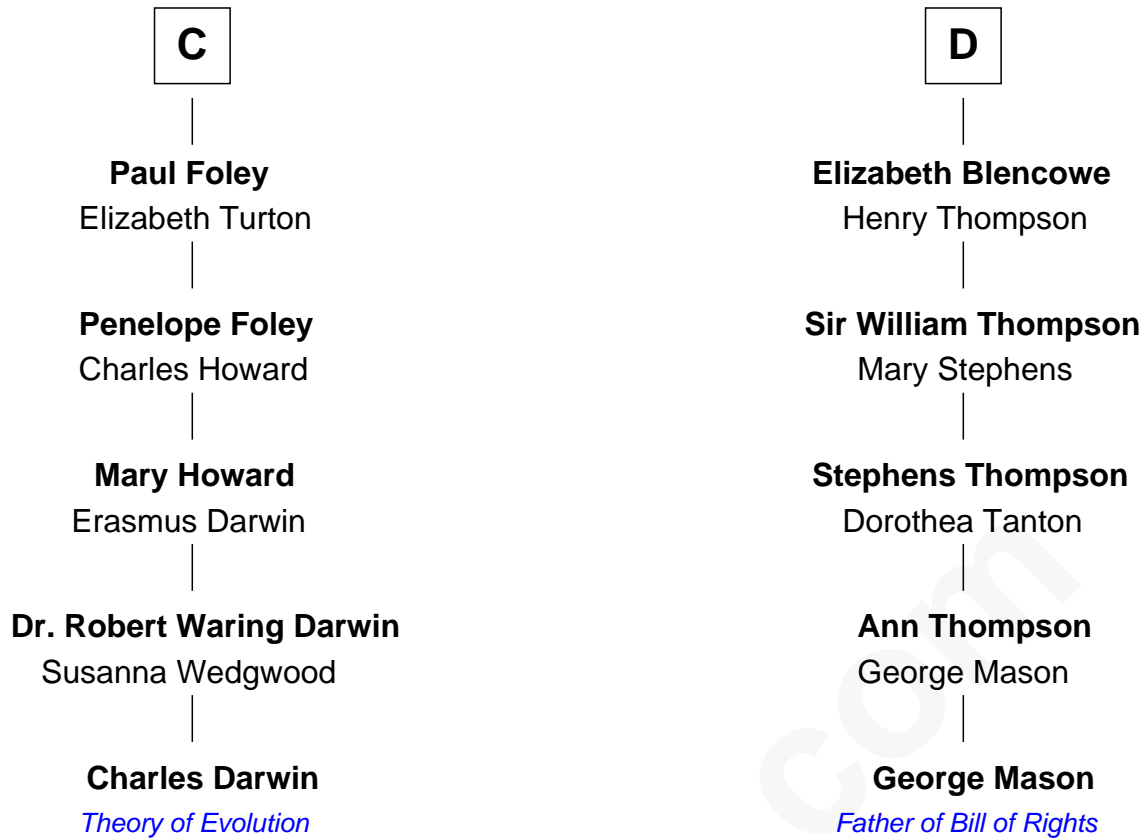 C
Paul Foley
Elizabeth Turton
Penelope Foley
Charles Howard
Mary Howard
Erasmus Darwin
Dr. Robert Waring Darwin
Susanna Wedgwood
Charles Darwin
Theory of Evolution
D
Elizabeth Blencowe
Henry Thompson
Sir William Thompson
Mary Stephens
Stephens Thompson
Dorothea Tanton
Ann Thompson
George Mason
George Mason
Father of Bill of Rights
com